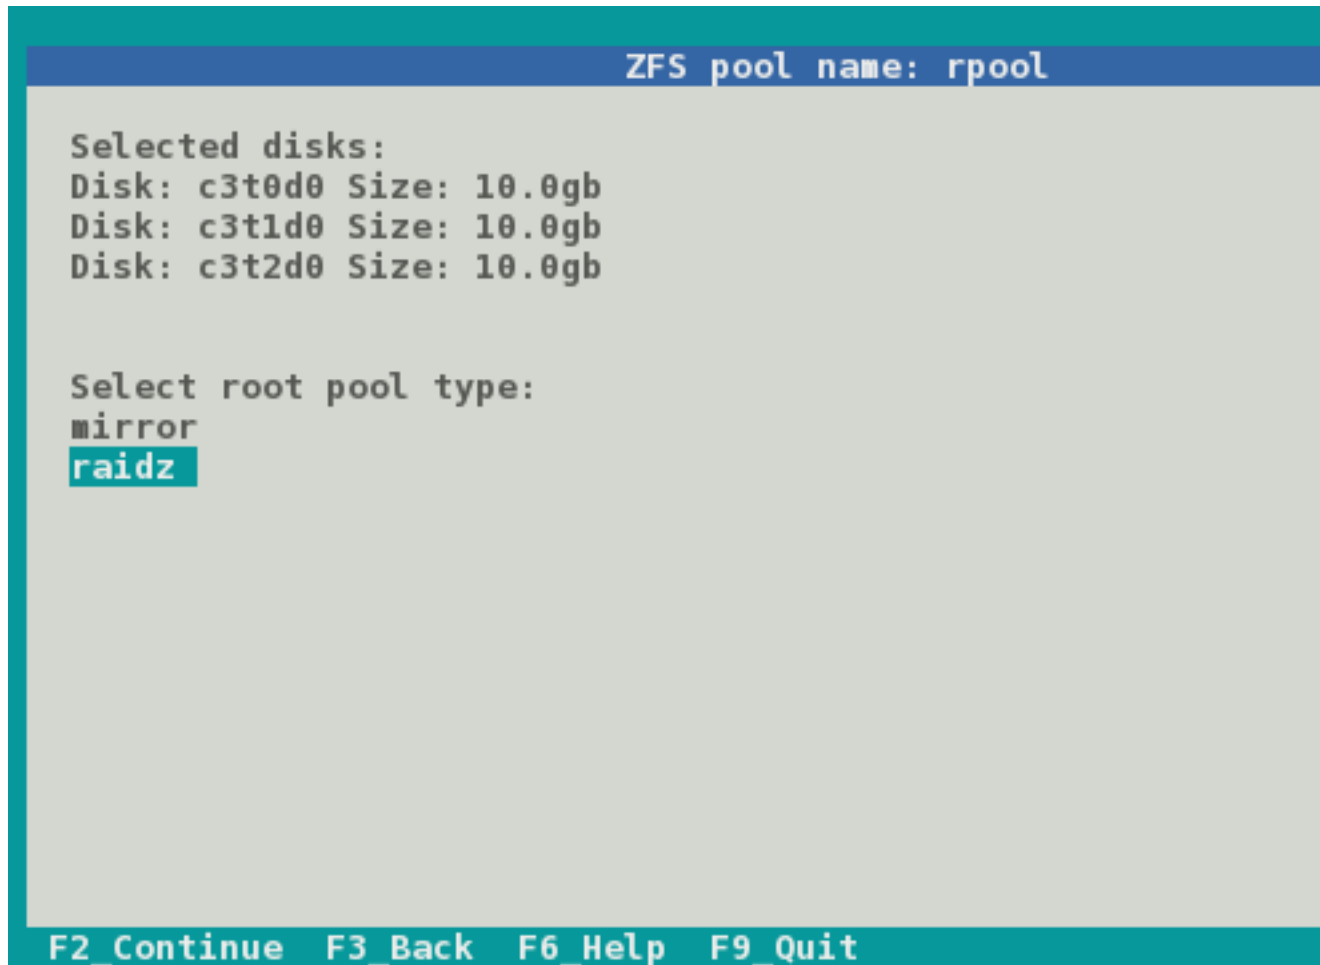 ZFS pool name: rpool
Selected disks:
Disk: c3t0d0 Size: 10.0gb
Disk: c3t1d0 Size: 10.0gb
Disk: c3t2d0 Size: 10.0gb
Select root pool type:
mirror
raidz
F2_Continue F3_Back F6_Help F9_Quit